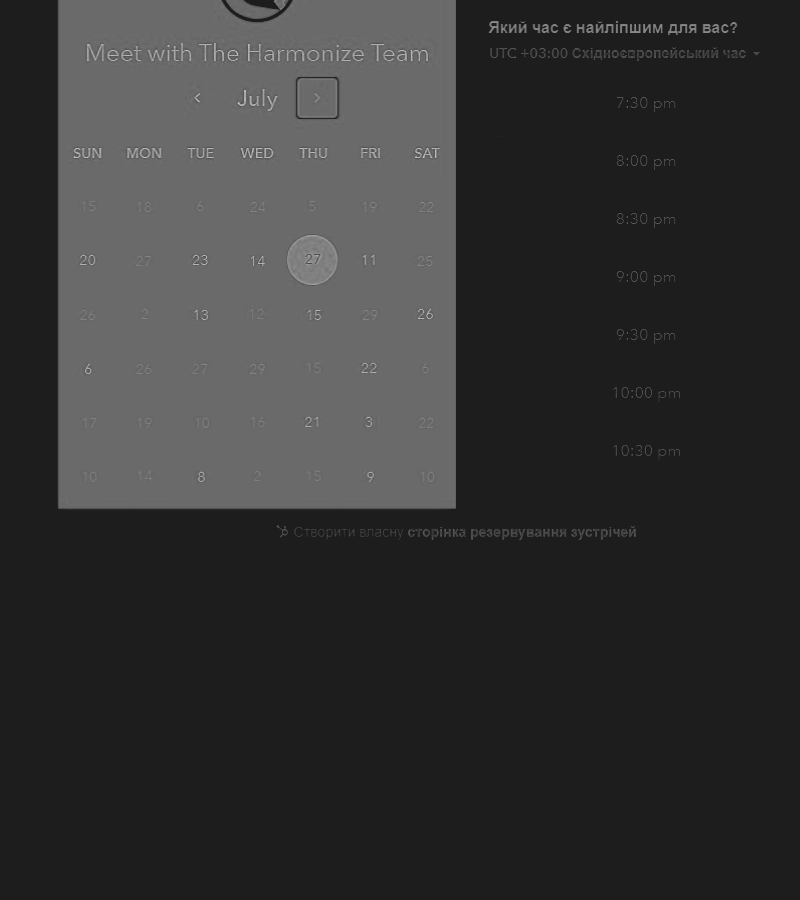 Meet with The Harmonize Team
July
SUN MON TUE WED THU FRI SAT
15 18 6 24 5 19 22
20 27 23 14 27 11 25
26 2 13 12 15 29 26
6 26 27 29 15 22 6
17 19 10 16 21 3 22
10 14 8 2 15 9 10
Який час є найліпшим для вас?
UTC +03:00 Східноєвропейський час
7:30 pm
8:00 pm
8:30 pm
9:00 pm
9:30 pm
10:00 pm
10:30 pm
Створити власну сторінка резервування зустрічей